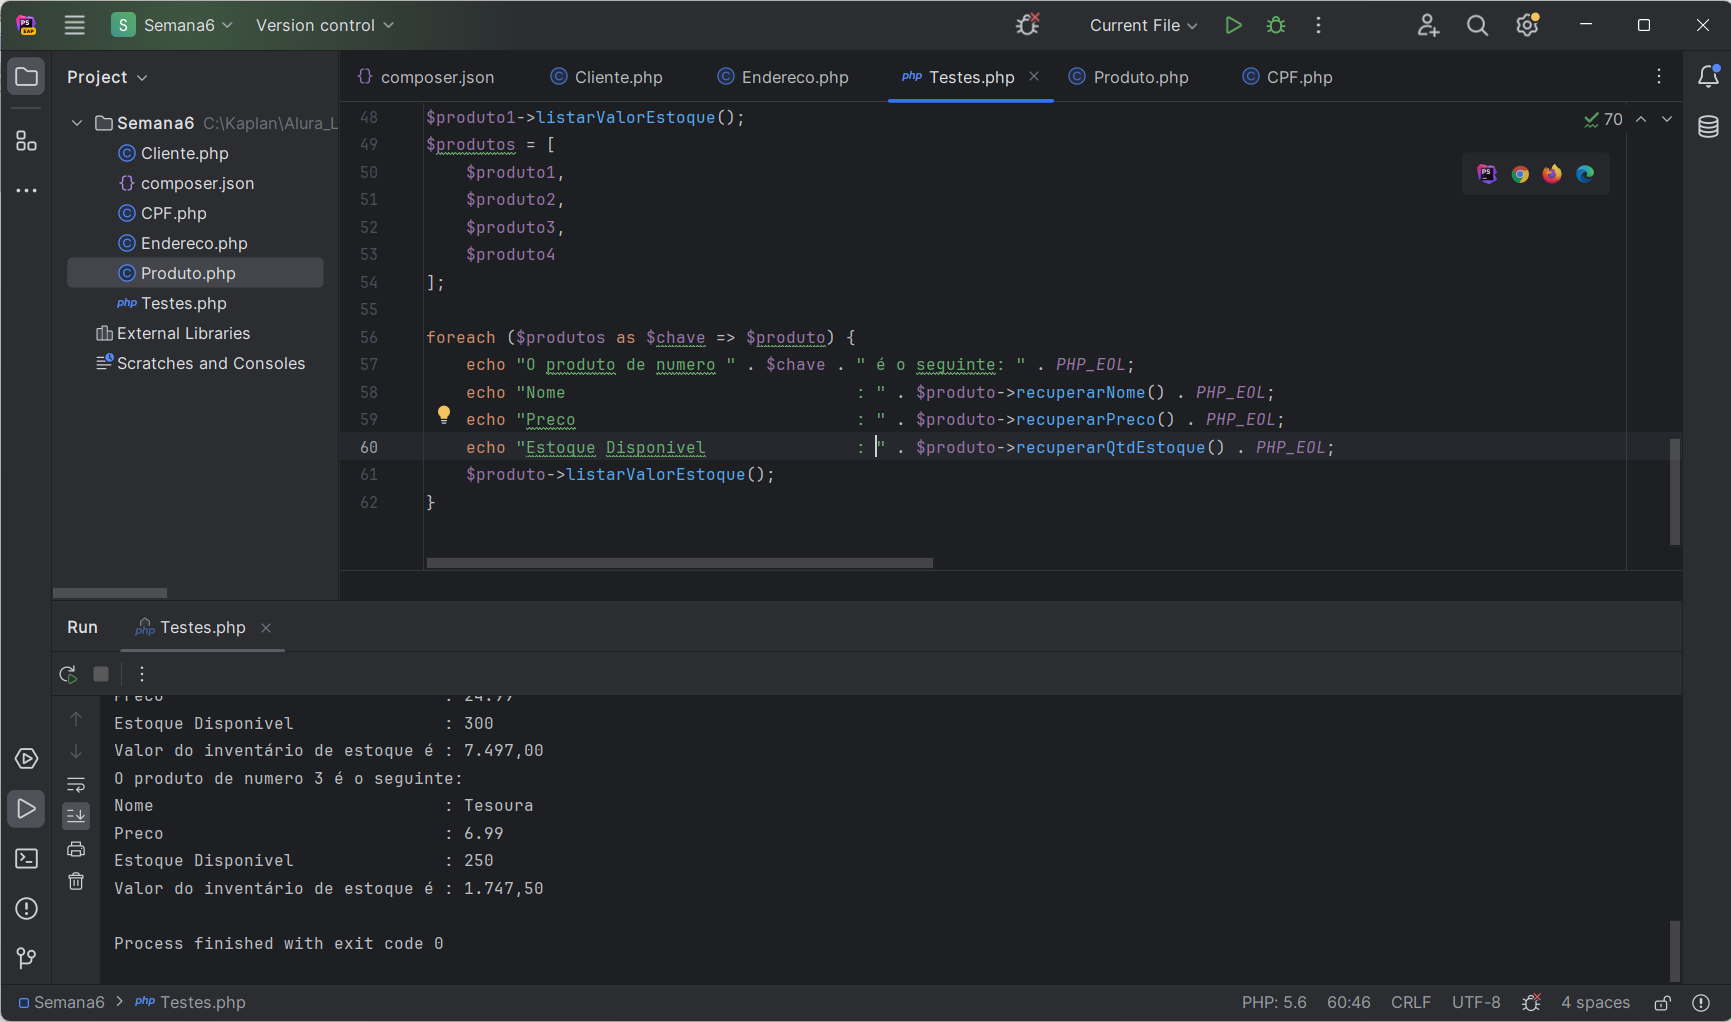 S Semana6 Version control Current File
Project
composer.json Cliente.php Endereco.php php Testes.php Produto.php CPF.php
Semana6 C:\Kaplan\Alura_L
Cliente.php
composer.json
CPF.php
Endereco.php
Produto.php
php Testes.php
External Libraries
Scratches and Consoles
70
48 $produto1->listarValorEstoque();
49 $produtos = [
50 $produto1,
51 $produto2,
52 $produto3,
53 $produto4
54 ];
55
56 foreach ($produtos as $chave => $produto) {
57 echo "O produto de numero " . $chave . " é o seguinte: " . PHP_EOL;
58 echo "Nome : " . $produto->recuperarNome() . PHP_EOL;
59 echo "Preco : " . $produto->recuperarPreco() . PHP_EOL;
60 echo "Estoque Disponivel : " . $produto->recuperarQtdEstoque() . PHP_EOL;
61 $produto->listarValorEstoque();
62 }
Run php Testes.php
Preco : 24.99
Estoque Disponivel : 300
Valor do inventário de estoque é : 7.497,00
O produto de numero 3 é o seguinte:
Nome : Tesoura
Preco : 6.99
Estoque Disponivel : 250
Valor do inventário de estoque é : 1.747,50
Process finished with exit code 0
Semana6 php Testes.php PHP: 5.6 60:46 CRLF UTF-8 4 spaces